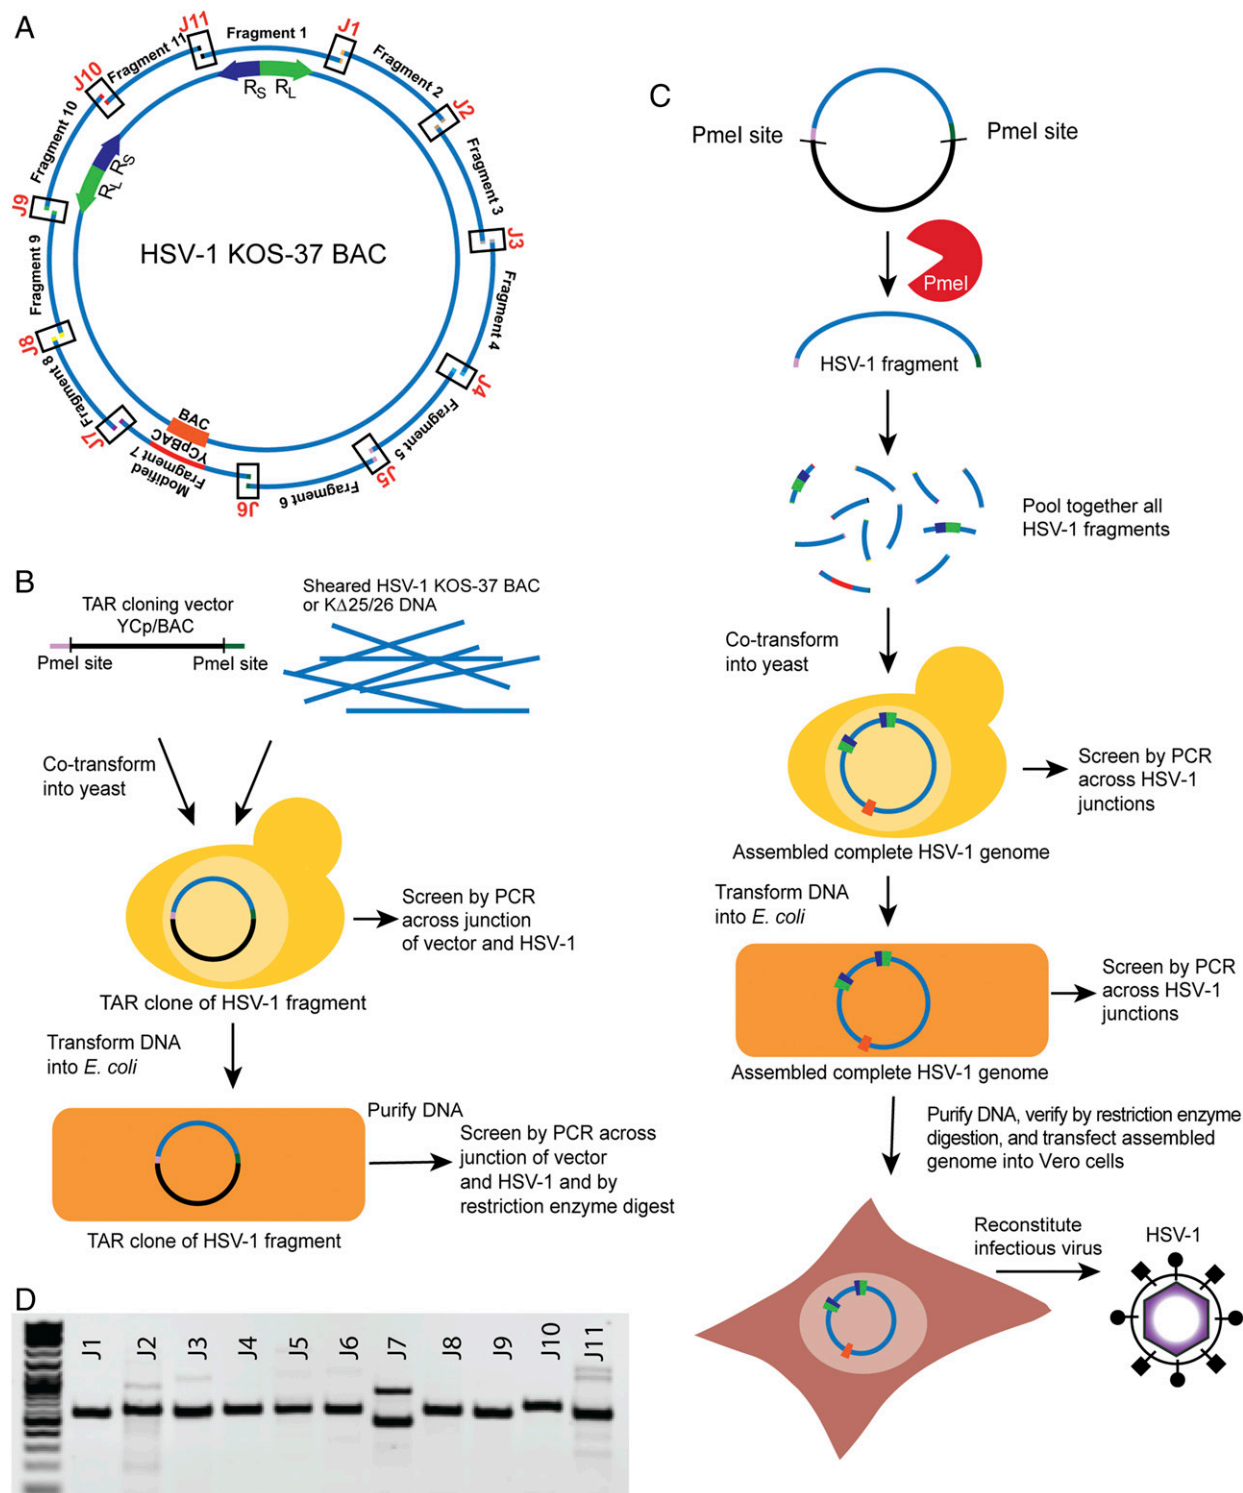 A
J11
Fragment 1
J1
Fragment 2
J2
Fragment 3
J3
Fragment 4
J4
Fragment 5
J5
Fragment 6
J6
Modified
Fragment 7
YCpBAC
BAC
J7
Fragment 8
J8
Fragment 9
J9
Fragment 10
J10
Fragment 11
RS RL
RL RS
HSV-1 KOS-37 BAC
B
TAR cloning vector
YCp/BAC
PmeI site
PmeI site
Sheared HSV-1 KOS-37 BAC
or KΔ25/26 DNA
Co-transform
into yeast
Screen by PCR
across junction
of vector and HSV-1
TAR clone of HSV-1 fragment
Transform DNA
into E. coli
Purify DNA
Screen by PCR across
junction of vector
and HSV-1 and by
restriction enzyme digest
TAR clone of HSV-1 fragment
C
PmeI site
PmeI site
PmeI
HSV-1 fragment
Pool together all
HSV-1 fragments
Co-transform
into yeast
Screen by PCR
across HSV-1
junctions
Assembled complete HSV-1 genome
Transform DNA
into E. coli
Screen by PCR
across HSV-1
junctions
Assembled complete HSV-1 genome
Purify DNA, verify by restriction enzyme
digestion, and transfect assembled
genome into Vero cells
Reconstitute
infectious virus
HSV-1
D
J1 J2 J3 J4 J5 J6 J7 J8 J9 J10 J11